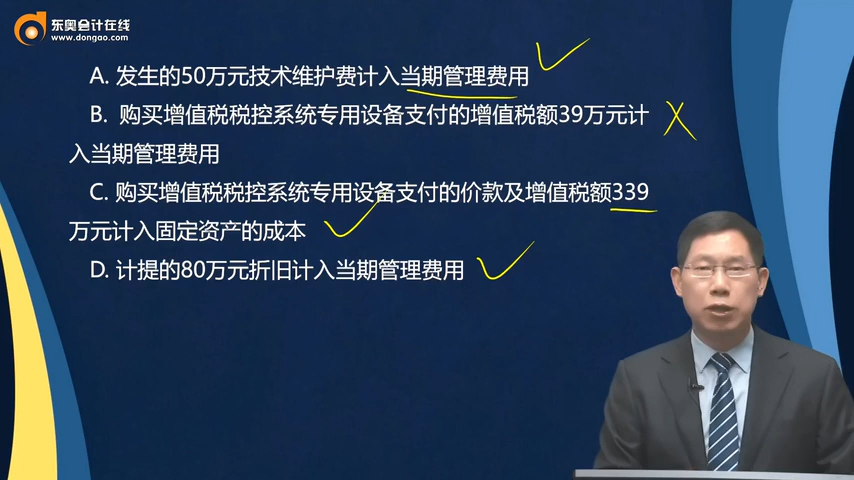 东奥会计在线
www.dongao.com
A. 发生的50万元技术维护费计入当期管理费用
B. 购买增值税税控系统专用设备支付的增值税额39万元计
入当期管理费用
C. 购买增值税税控系统专用设备支付的价款及增值税额339
万元计入固定资产的成本
D. 计提的80万元折旧计入当期管理费用